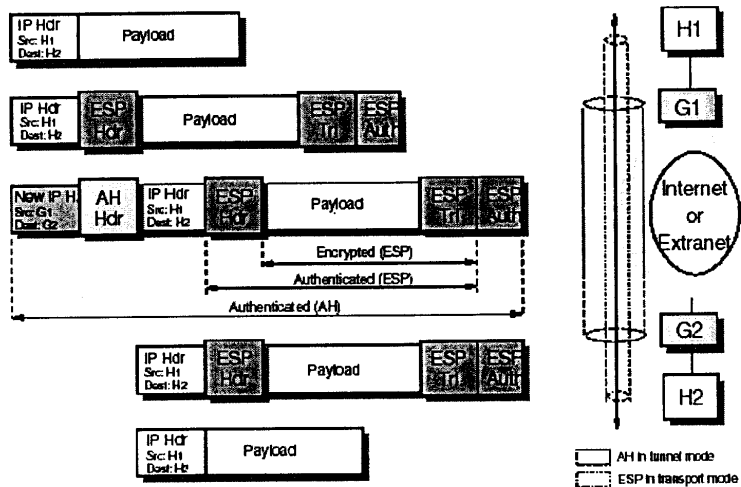 IP Hdr
Src: H1
Dest: H2
Payload
IP Hdr
Src: H1
Dest: H2
ESP
Hdr
Payload
ESP
Trl
ESP
Auth
New IP H.
Src: G1
Dest: G2
AH
Hdr
IP Hdr
Src: H1
Dest: H2
ESP
Hdr
Payload
ESP
Trl
ESP
Auth
Encrypted (ESP)
Authenticated (ESP)
Authenticated (AH)
IP Hdr
Src: H1
Dest: H2
ESP
Hdr
Payload
ESP
Trl
ESP
Auth
IP Hdr
Src: H1
Dest: H2
Payload
H1
G1
Internet
or
Extranet
G2
H2
AH in tunnel mode
ESP in transport mode